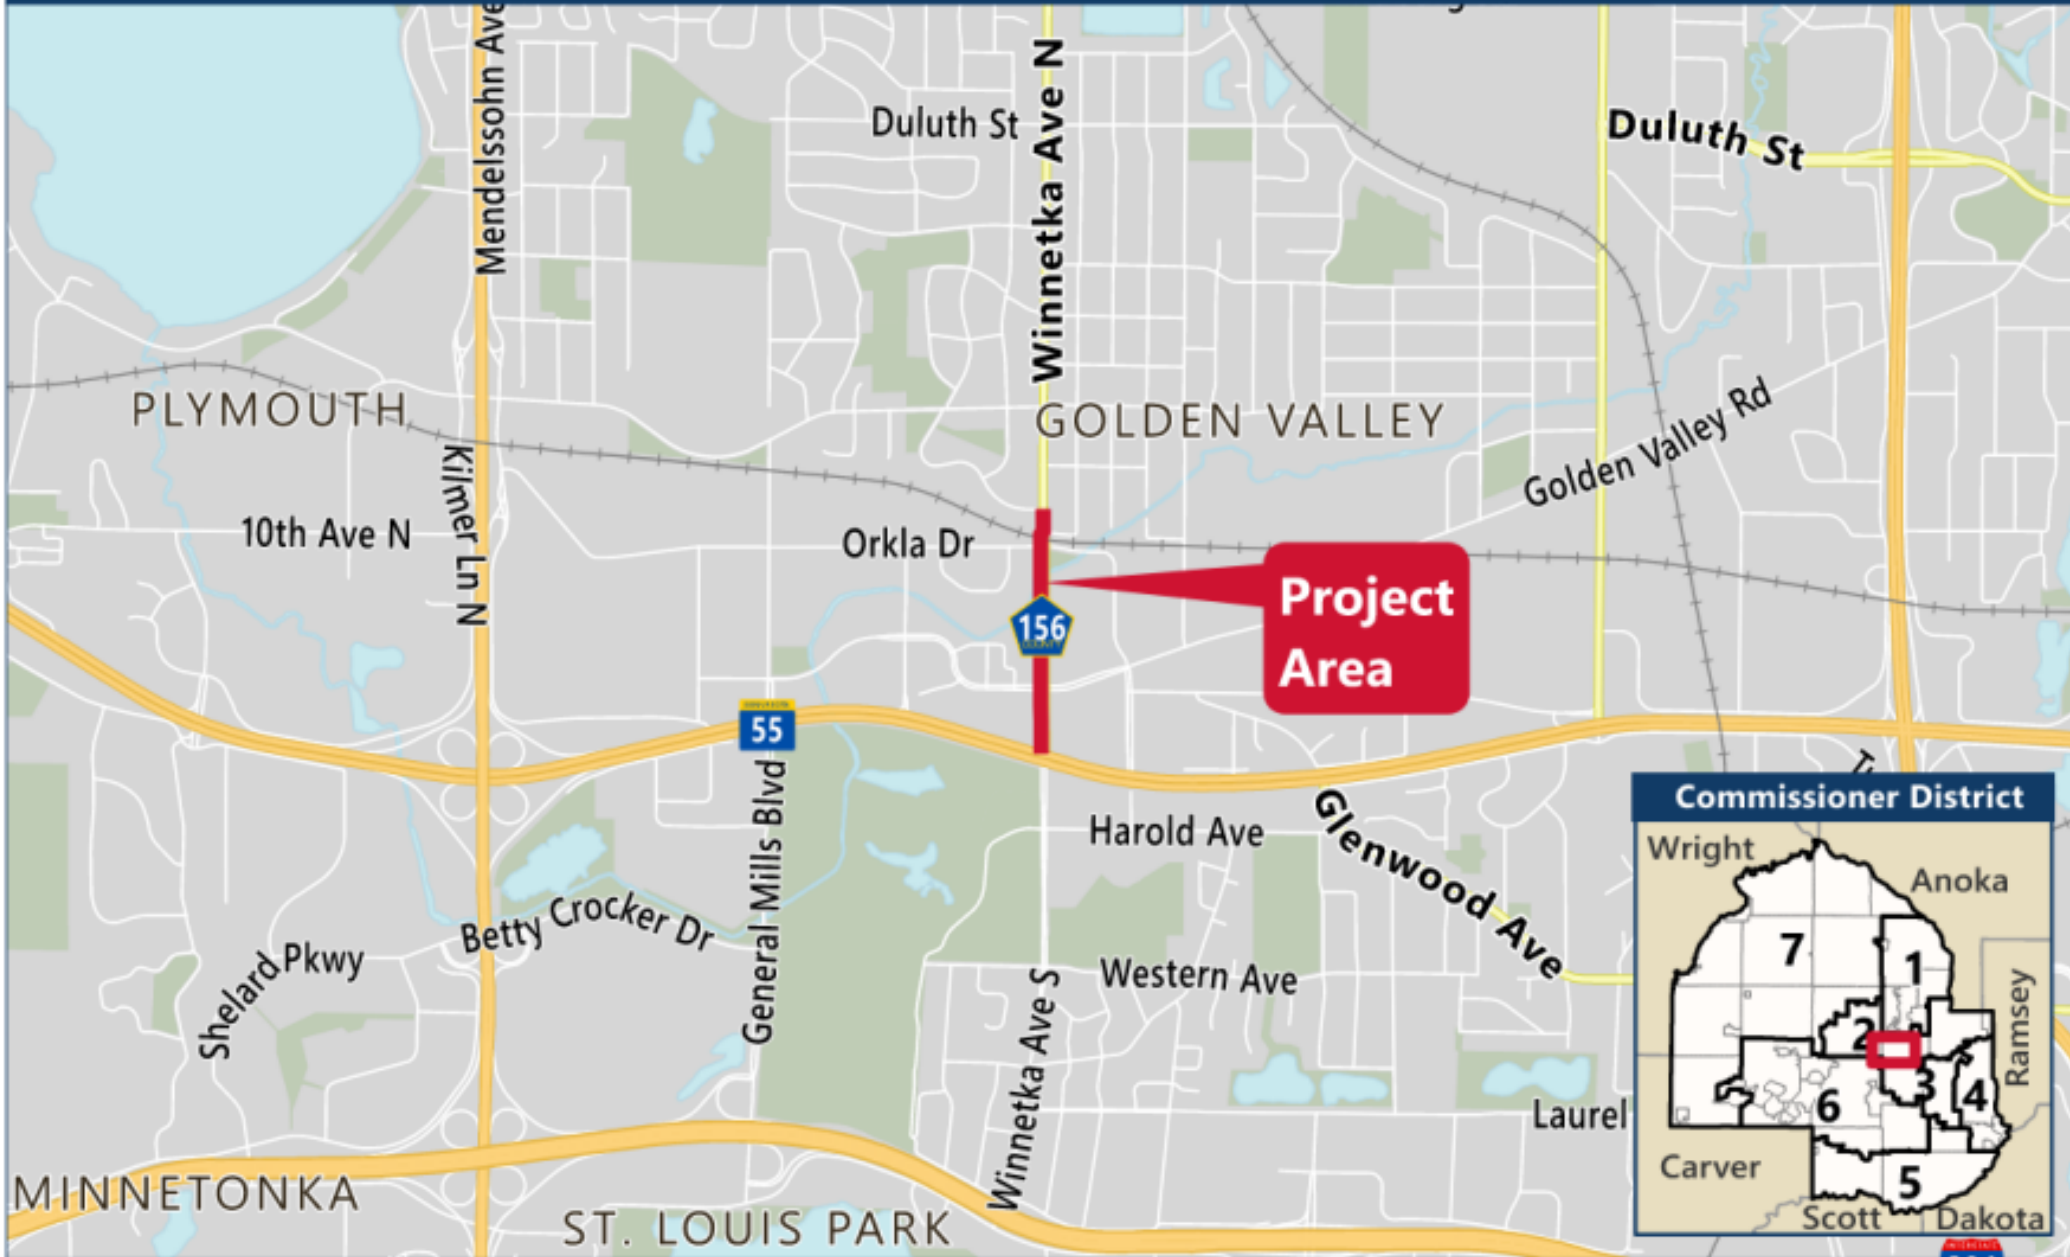 Mendelssohn Ave
Winnetka Ave N
Duluth St
Duluth St
PLYMOUTH
GOLDEN VALLEY
Golden Valley Rd
Kilmer Ln N
10th Ave N
Orkla Dr
Project
Area
156
COUNTY
55
General Mills Blvd
Harold Ave
Glenwood Ave
Betty Crocker Dr
Shelard Pkwy
Western Ave
Winnetka Ave S
Laurel
MINNETONKA
ST. LOUIS PARK
Commissioner District
Wright
Anoka
7
1
2
Ramsey
3
4
6
Carver
5
Scott
Dakota